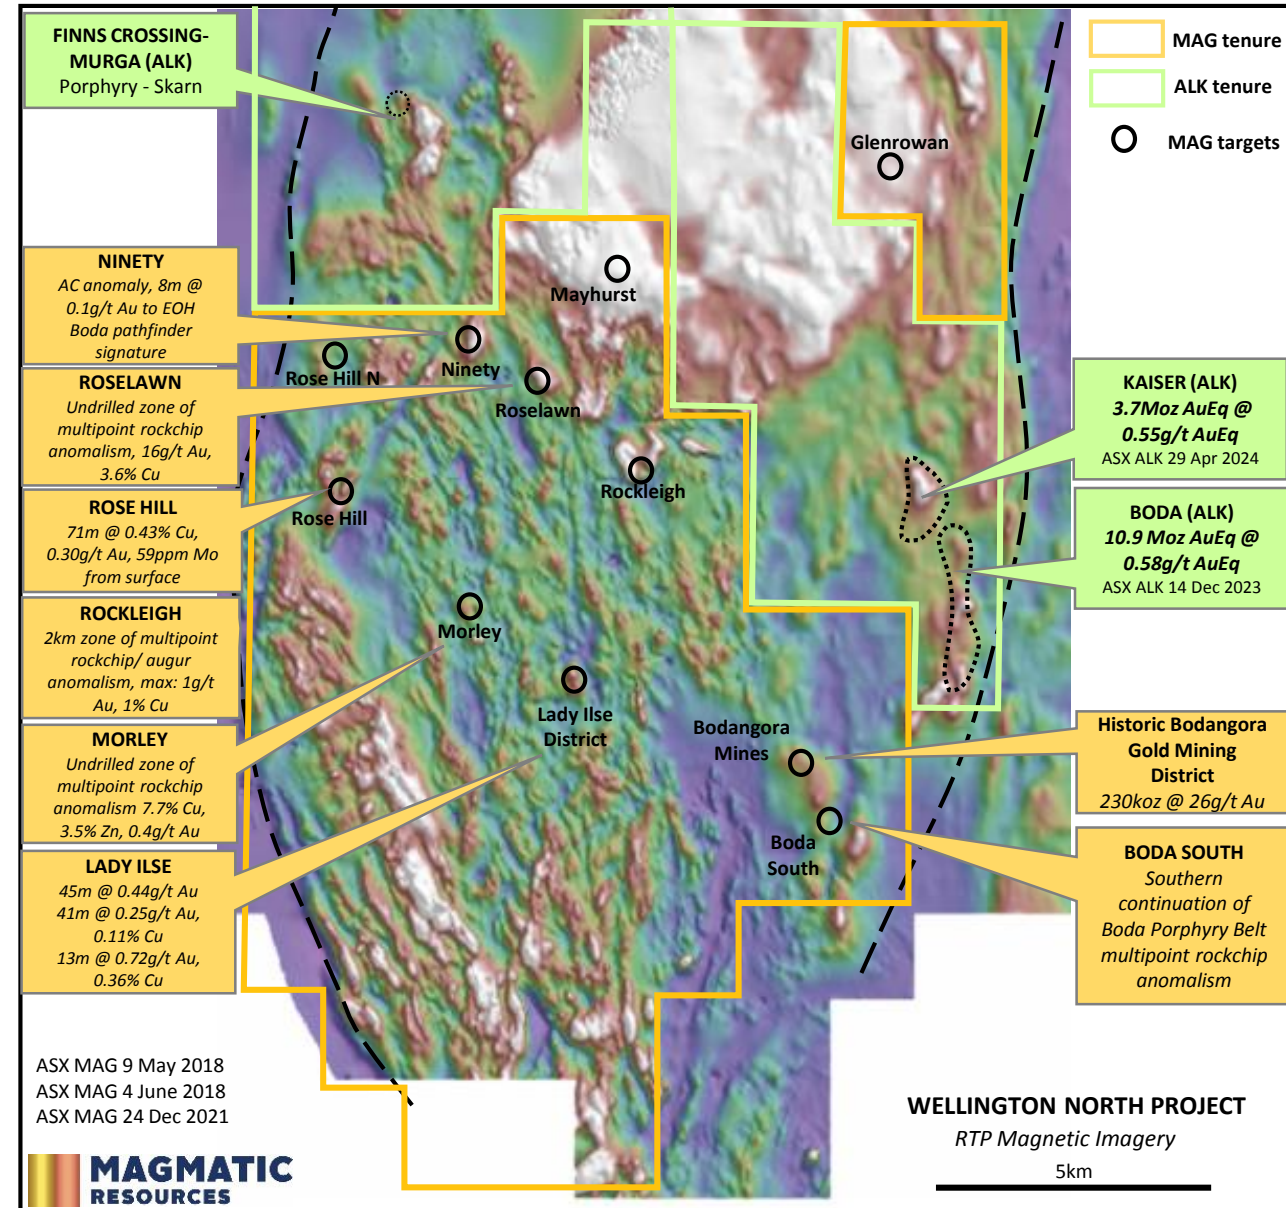 FINNS CROSSING-
MURGA (ALK)
Porphyry - Skarn
MAG tenure
ALK tenure
MAG targets
Glenrowan
Mayhurst
NINETY
AC anomaly, 8m @
0.1g/t Au to EOH
Boda pathfinder
signature
Rose Hill N
Ninety
Roselawn
ROSELAWN
Undrilled zone of
multipoint rockchip
anomalism, 16g/t Au,
3.6% Cu
KAISER (ALK)
3.7Moz AuEq @
0.55g/t AuEq
ASX ALK 29 Apr 2024
Rockleigh
Rose Hill
ROSE HILL
71m @ 0.43% Cu,
0.30g/t Au, 59ppm Mo
from surface
BODA (ALK)
10.9 Moz AuEq @
0.58g/t AuEq
ASX ALK 14 Dec 2023
ROCKLEIGH
2km zone of multipoint
rockchip/ augur
anomalism, max: 1g/t
Au, 1% Cu
Morley
Lady Ilse
District
Bodangora
Mines
Historic Bodangora
Gold Mining
District
230koz @ 26g/t Au
MORLEY
Undrilled zone of
multipoint rockchip
anomalism 7.7% Cu,
3.5% Zn, 0.4g/t Au
Boda
South
LADY ILSE
45m @ 0.44g/t Au
41m @ 0.25g/t Au,
0.11% Cu
13m @ 0.72g/t Au,
0.36% Cu
BODA SOUTH
Southern
continuation of
Boda Porphyry Belt
multipoint rockchip
anomalism
ASX MAG 9 May 2018
ASX MAG 4 June 2018
ASX MAG 24 Dec 2021
WELLINGTON NORTH PROJECT
RTP Magnetic Imagery
5km
MAGMATIC
RESOURCES